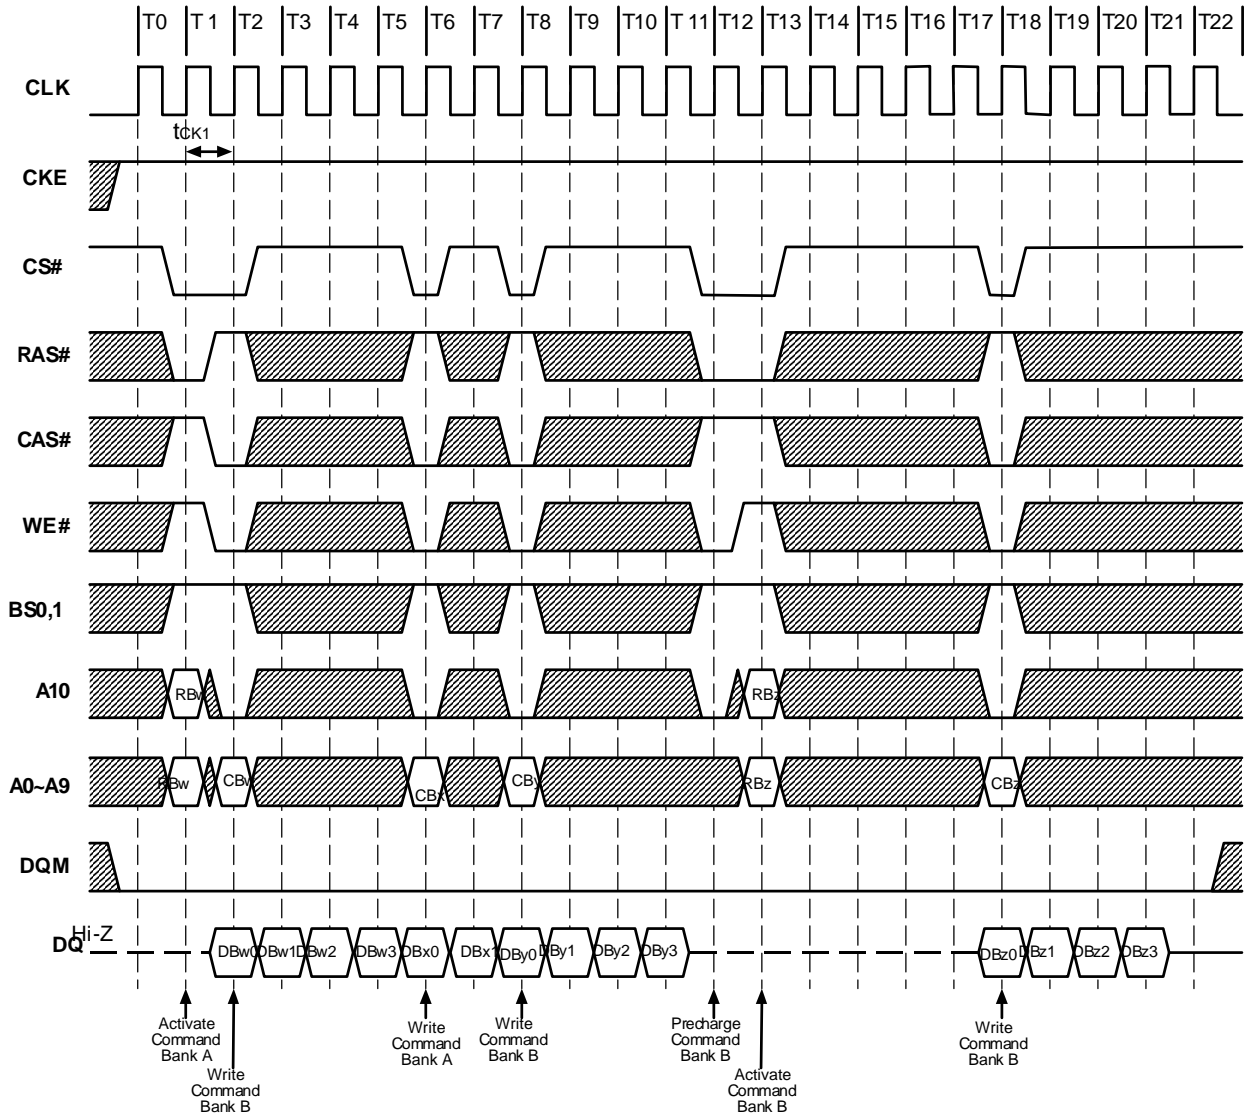 T0 T1 T2 T3 T4 T5 T6 T7 T8 T9 T10 T11 T12 T13 T14 T15 T16 T17 T18 T19 T20 T21 T22
CLK
tCK1
CKE
CS#
RAS#
CAS#
WE#
BS0,1
A10 RBw RBz
A0~A9 RBw CBw CBx CBy RBz CBz
DQM
Hi-Z
DQ DBw0 DBw1 DBw2 DBw3 DBx0 DBx1 DBy0 DBy1 DBy2 DBy3 DBz0 DBz1 DBz2 DBz3
Activate
Command
Bank A
Write
Command
Bank B
Write
Command
Bank A
Write
Command
Bank B
Precharge
Command
Bank B
Activate
Command
Bank B
Write
Command
Bank B